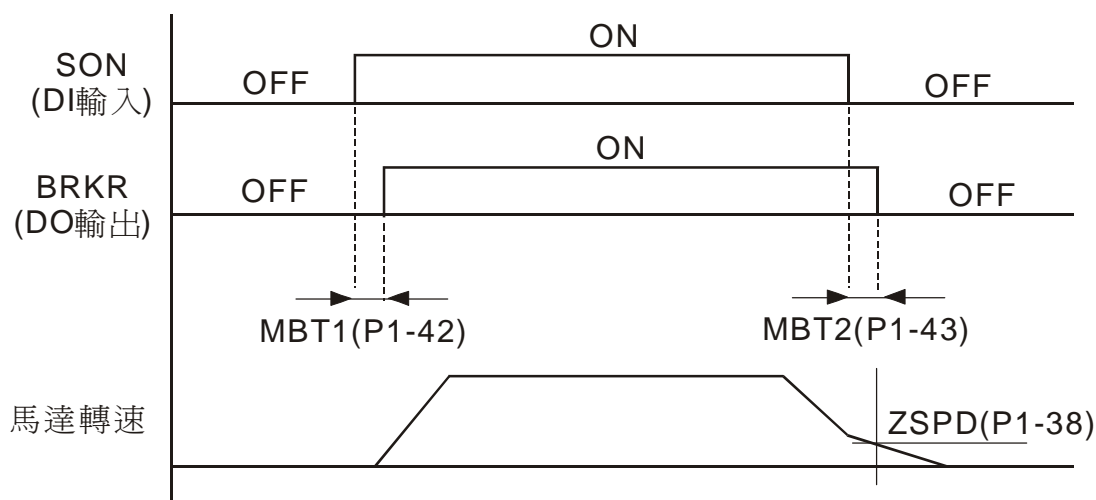 ON
SON
(DI輸入)
OFF
OFF
ON
BRKR
(DO輸出)
OFF
OFF
MBT1(P1-42)
MBT2(P1-43)
馬達轉速
ZSPD(P1-38)